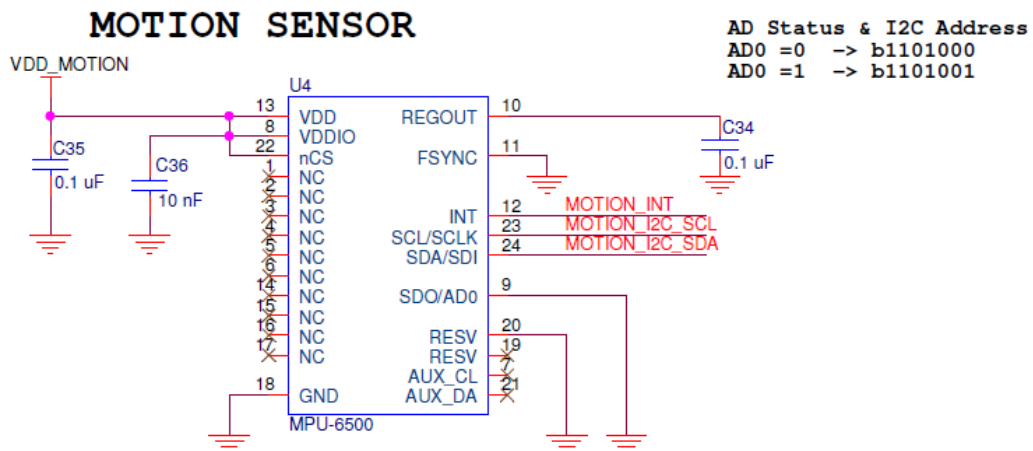 MOTION SENSOR
AD Status & I2C Address
AD0 =0 -> b1101000
AD0 =1 -> b1101001
VDD_MOTION
U4
13 VDD REGOUT 10
8 VDDIO
22 nCS FSYNC 11
C35
0.1 uF
C36
10 nF
C34
0.1 uF
1 NC
2 NC
3 NC INT 12 MOTION_INT
4 NC SCL/SCLK 23 MOTION_I2C_SCL
5 NC SDA/SDI 24 MOTION_I2C_SDA
6 NC
14 NC SDO/AD0 9
15 NC
16 NC RESV 20
17 NC RESV 19
AUX_CL 7
18 GND AUX_DA 21
MPU-6500